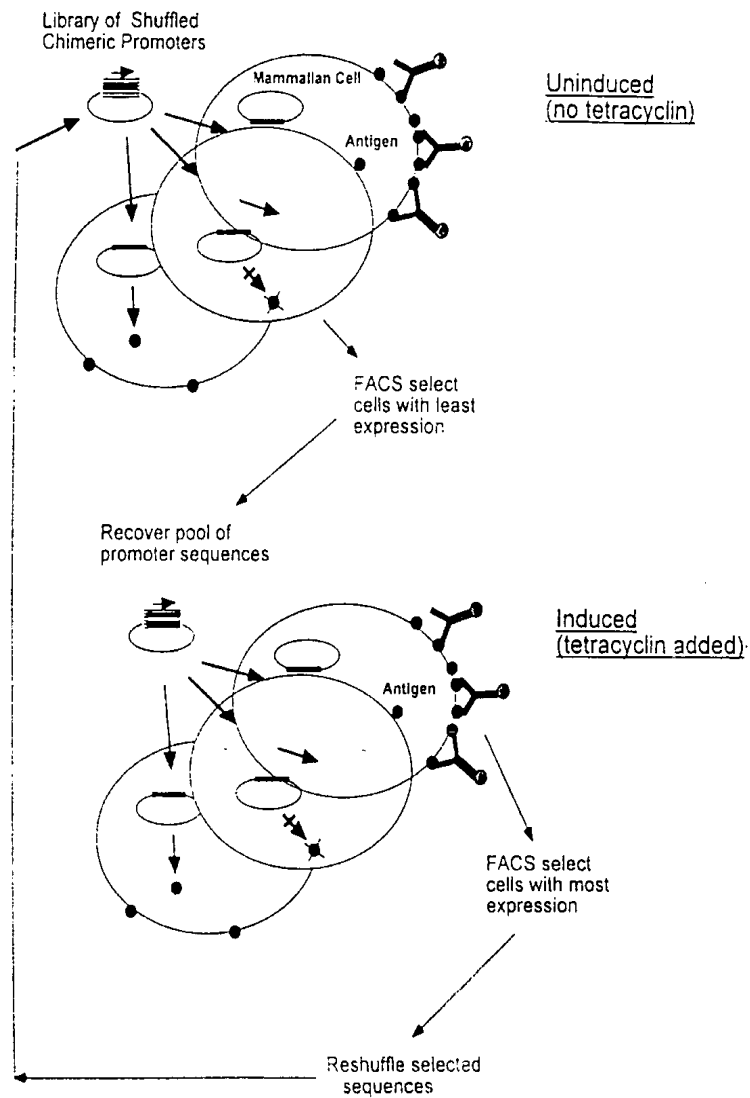 Library of Shuffled
Chimeric Promoters
Mammalian Cell
Antigen
Uninduced
(no tetracyclin)
FACS select
cells with least
expression
Recover pool of
promoter sequences
Induced
(tetracyclin added)
Antigen
FACS select
cells with most
expression
Reshuffle selected
sequences